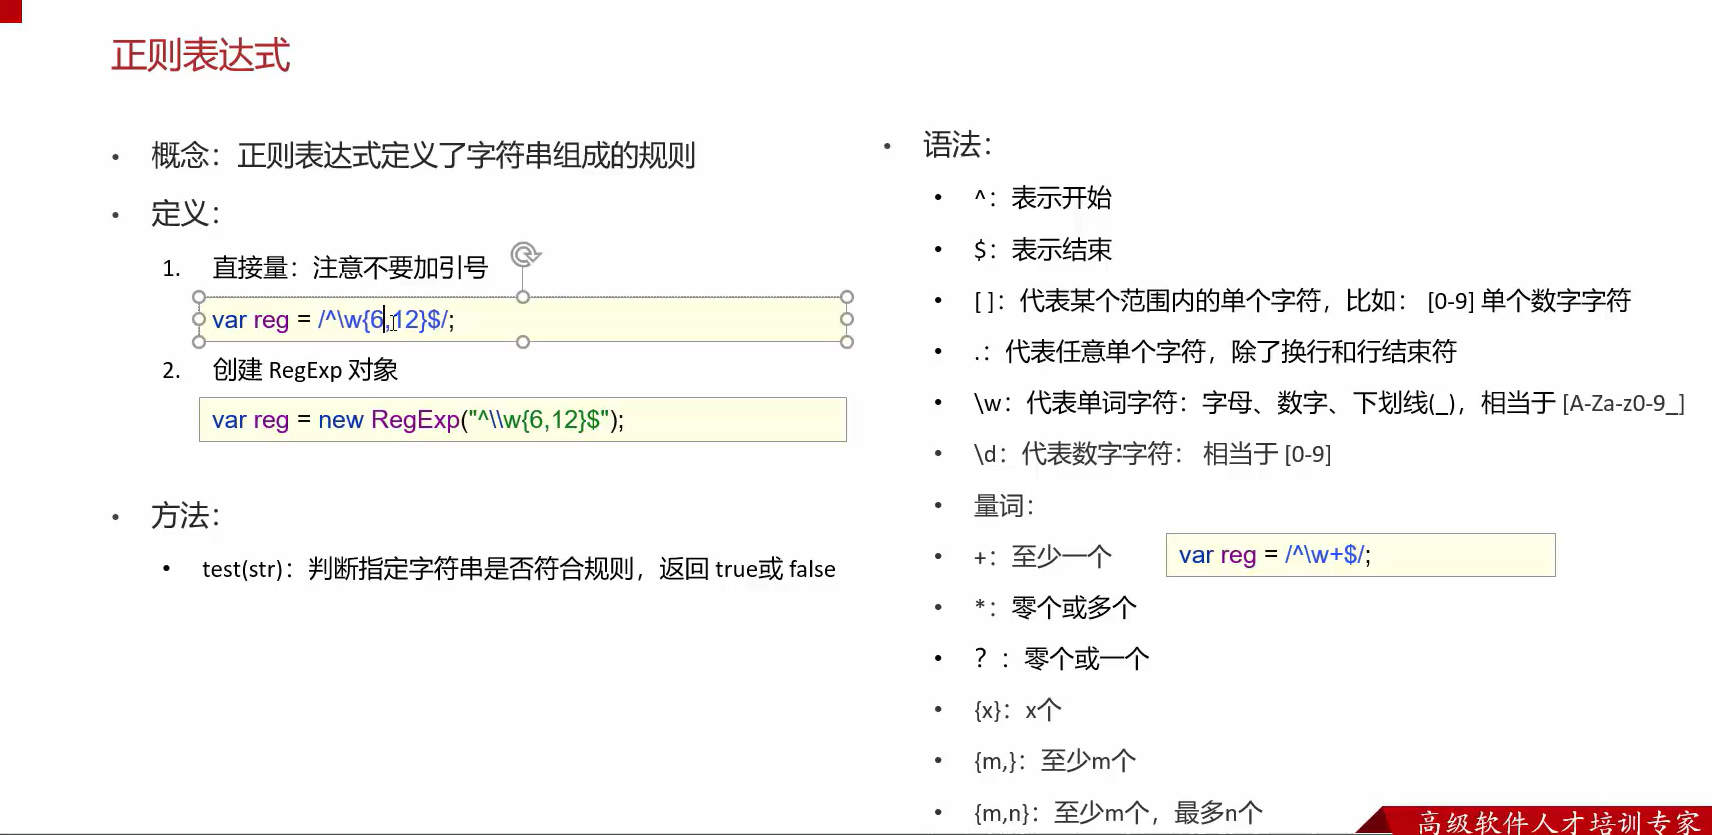 正则表达式
• 概念：正则表达式定义了字符串组成的规则
• 定义：
1. 直接量：注意不要加引号
var reg = /^\w{6,12}$/;
2. 创建 RegExp 对象
var reg = new RegExp("^\\w{6,12}$");
• 方法：
• test(str)：判断指定字符串是否符合规则，返回 true或 false
• 语法：
• ^：表示开始
• $：表示结束
• [ ]：代表某个范围内的单个字符，比如： [0-9] 单个数字字符
• .：代表任意单个字符，除了换行和行结束符
• \w：代表单词字符：字母、数字、下划线(_)，相当于 [A-Za-z0-9_]
• \d：代表数字字符： 相当于 [0-9]
• 量词：
• +：至少一个
var reg = /^\w+$/;
• *：零个或多个
• ？：零个或一个
• {x}：x个
• {m,}：至少m个
• {m,n}：至少m个，最多n个
高级软件人才培训专家